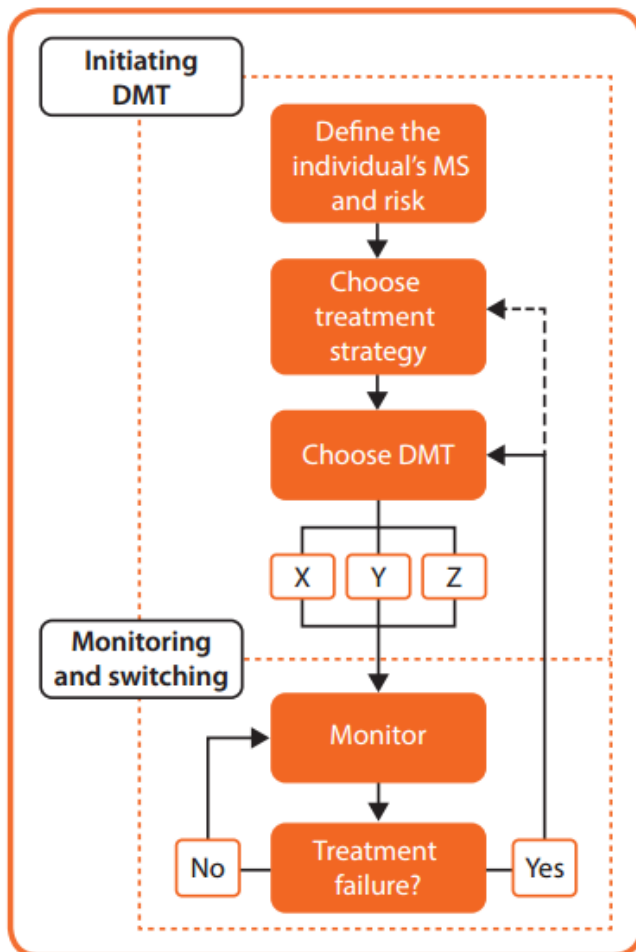 Initiating
DMT
Define the
individual's MS
and risk
Choose
treatment
strategy
Choose DMT
X
Y
Z
Monitoring
and switching
Monitor
Treatment
failure?
No
Yes